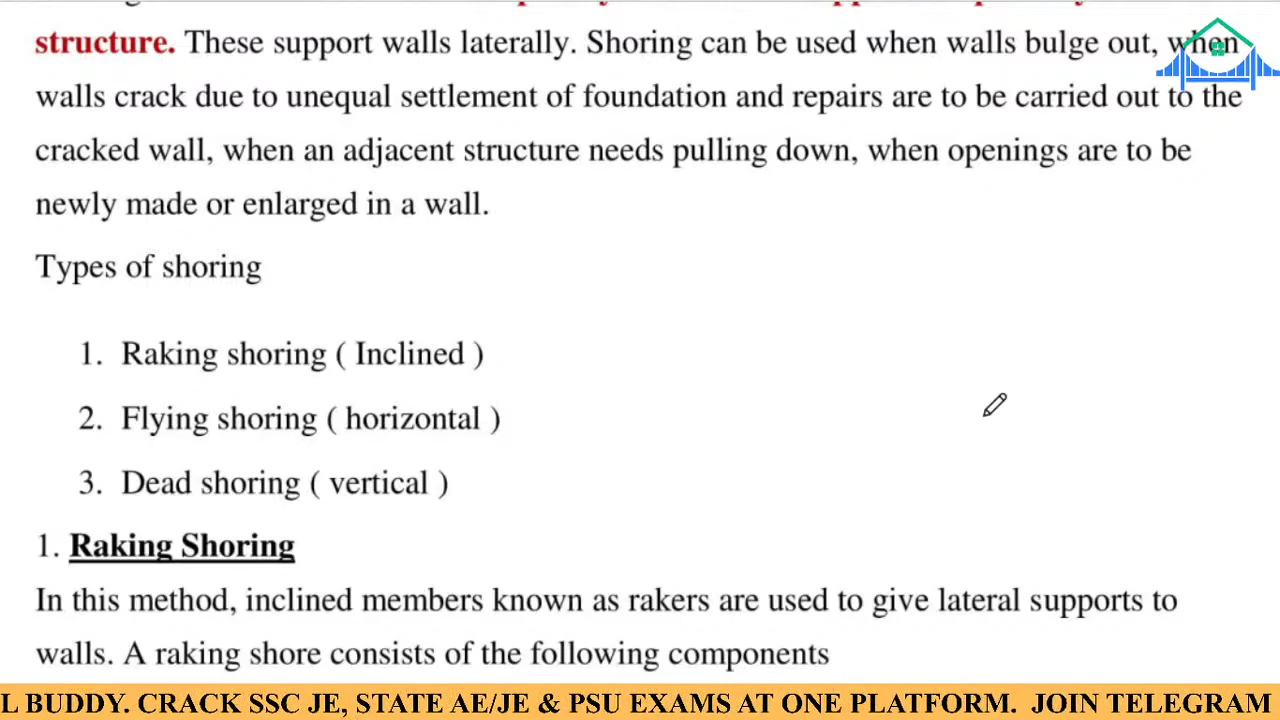 structure. These support walls laterally. Shoring can be used when walls bulge out, when
walls crack due to unequal settlement of foundation and repairs are to be carried out to the
cracked wall, when an adjacent structure needs pulling down, when openings are to be
newly made or enlarged in a wall.
Types of shoring
1. Raking shoring ( Inclined )
2. Flying shoring ( horizontal )
3. Dead shoring ( vertical )
1. Raking Shoring
In this method, inclined members known as rakers are used to give lateral supports to
walls. A raking shore consists of the following components
L BUDDY. CRACK SSC JE, STATE AE/JE & PSU EXAMS AT ONE PLATFORM. JOIN TELEGRAM